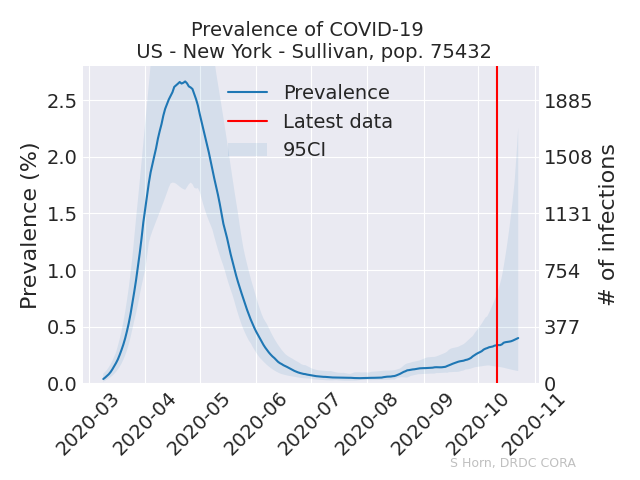 Prevalence of COVID-19
US - New York - Sullivan, pop. 75432
Prevalence
Latest data
95CI
Prevalence (%)
2.5
2.0
1.5
1.0
0.5
0.0
1885
1508
1131
754
377
0
# of infections
2020-03
2020-04
2020-05
2020-06
2020-07
2020-08
2020-09
2020-10
2020-11
S Horn, DRDC CORA